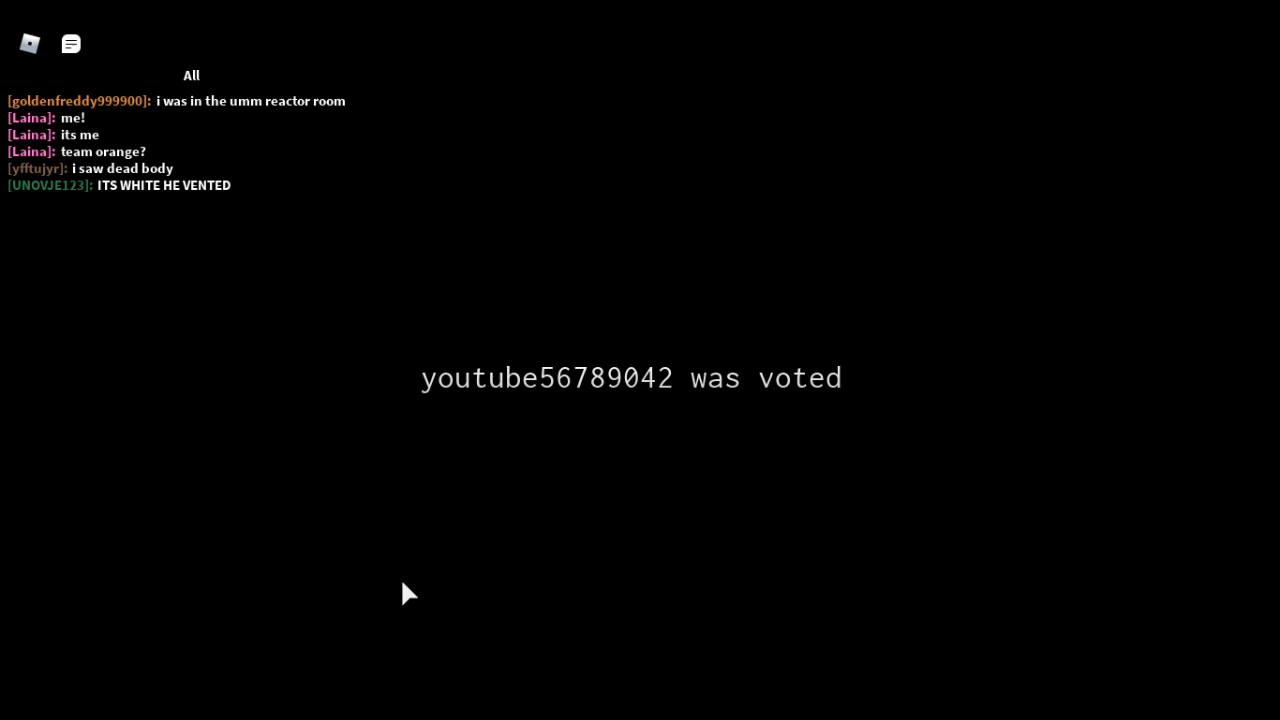 All
[goldenfreddy999900]: i was in the umm reactor room
[Laina]: me!
[Laina]: its me
[Laina]: team orange?
[yfftujyr]: i saw dead body
[UNOVJE123]: ITS WHITE HE VENTED
youtube56789042 was voted